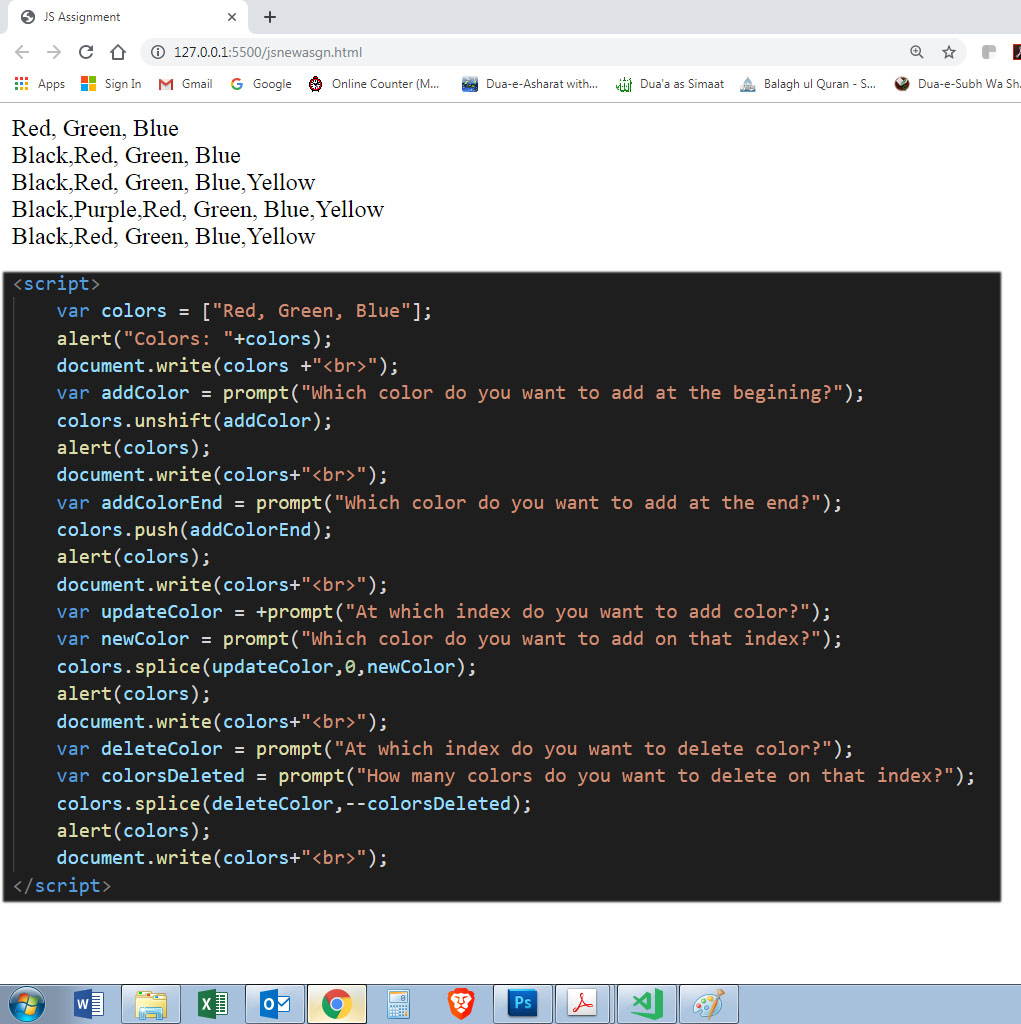 JS Assignment
127.0.0.1:5500/jsnewasgn.html
Apps Sign In Gmail Google Online Counter (M... Dua-e-Asharat with... Dua'a as Simaat Balagh ul Quran - S... Dua-e-Subh Wa Sh.
Red, Green, Blue
Black,Red, Green, Blue
Black,Red, Green, Blue,Yellow
Black,Purple,Red, Green, Blue,Yellow
Black,Red, Green, Blue,Yellow
<script>
var colors = ["Red, Green, Blue"];
alert("Colors: "+colors);
document.write(colors +"<br>");
var addColor = prompt("Which color do you want to add at the begining?");
colors.unshift(addColor);
alert(colors);
document.write(colors+"<br>");
var addColorEnd = prompt("Which color do you want to add at the end?");
colors.push(addColorEnd);
alert(colors);
document.write(colors+"<br>");
var updateColor = +prompt("At which index do you want to add color?");
var newColor = prompt("Which color do you want to add on that index?");
colors.splice(updateColor,0,newColor);
alert(colors);
document.write(colors+"<br>");
var deleteColor = prompt("At which index do you want to delete color?");
var colorsDeleted = prompt("How many colors do you want to delete on that index?");
colors.splice(deleteColor,--colorsDeleted);
alert(colors);
document.write(colors+"<br>");
</script>
Ps